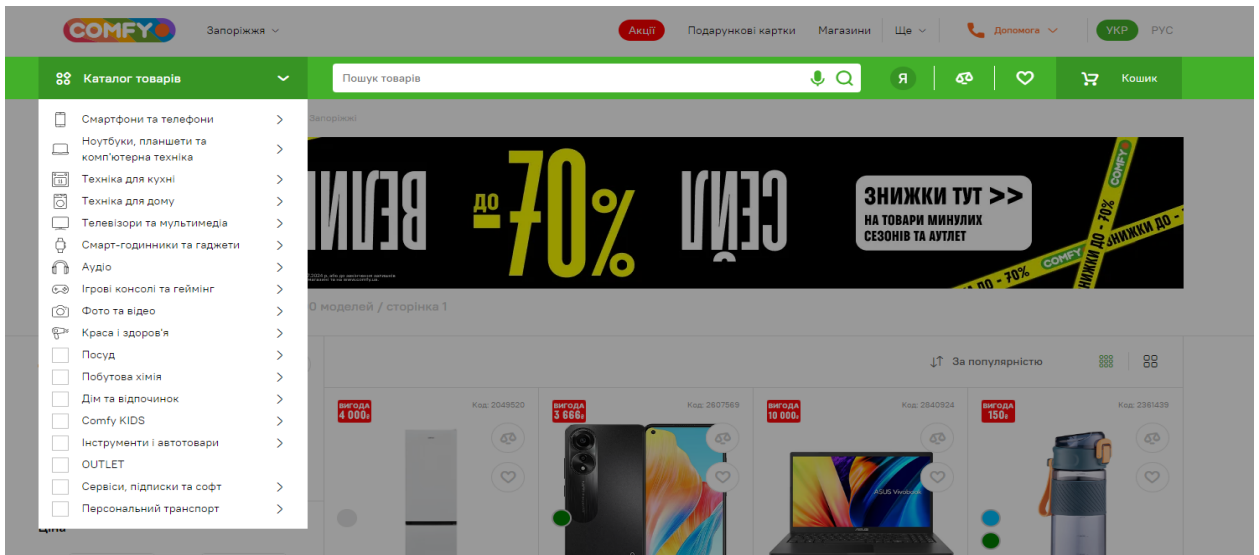 COMFY
Запоріжжя
Акції
Подарункові картки
Магазини
Ще
Допомога
УКР
РУС
Каталог товарів
Пошук товарів
Я
Кошик
Смартфони та телефони
Ноутбуки, планшети та
комп'ютерна техніка
Техніка для кухні
Техніка для дому
Телевізори та мультимедіа
Смарт-годинники та гаджети
Аудіо
Ігрові консолі та геймінг
Фото та відео
Краса і здоров'я
Посуд
Побутова хімія
Дім та відпочинок
Comfy KIDS
Інструменти і автотовари
OUTLET
Сервіси, підписки та софт
Персональний транспорт
Запоріжжі
ДО -70%
СЕЙЛ
ЗНИЖКИ ТУТ >>
НА ТОВАРИ МИНУЛИХ
СЕЗОНІВ ТА АУТЛЕТ
COMFY
ДО - 70%
COMFY
ЗНИЖКИ ДО -
0 моделей / сторінка 1
За популярністю
ВИГОДА
4 000₴
Код: 2049520
ВИГОДА
3 666₴
Код: 2607569
ВИГОДА
10 000₴
Код: 2840924
ASUS Vivobook
ВИГОДА
150₴
Код: 2361439
Ціна